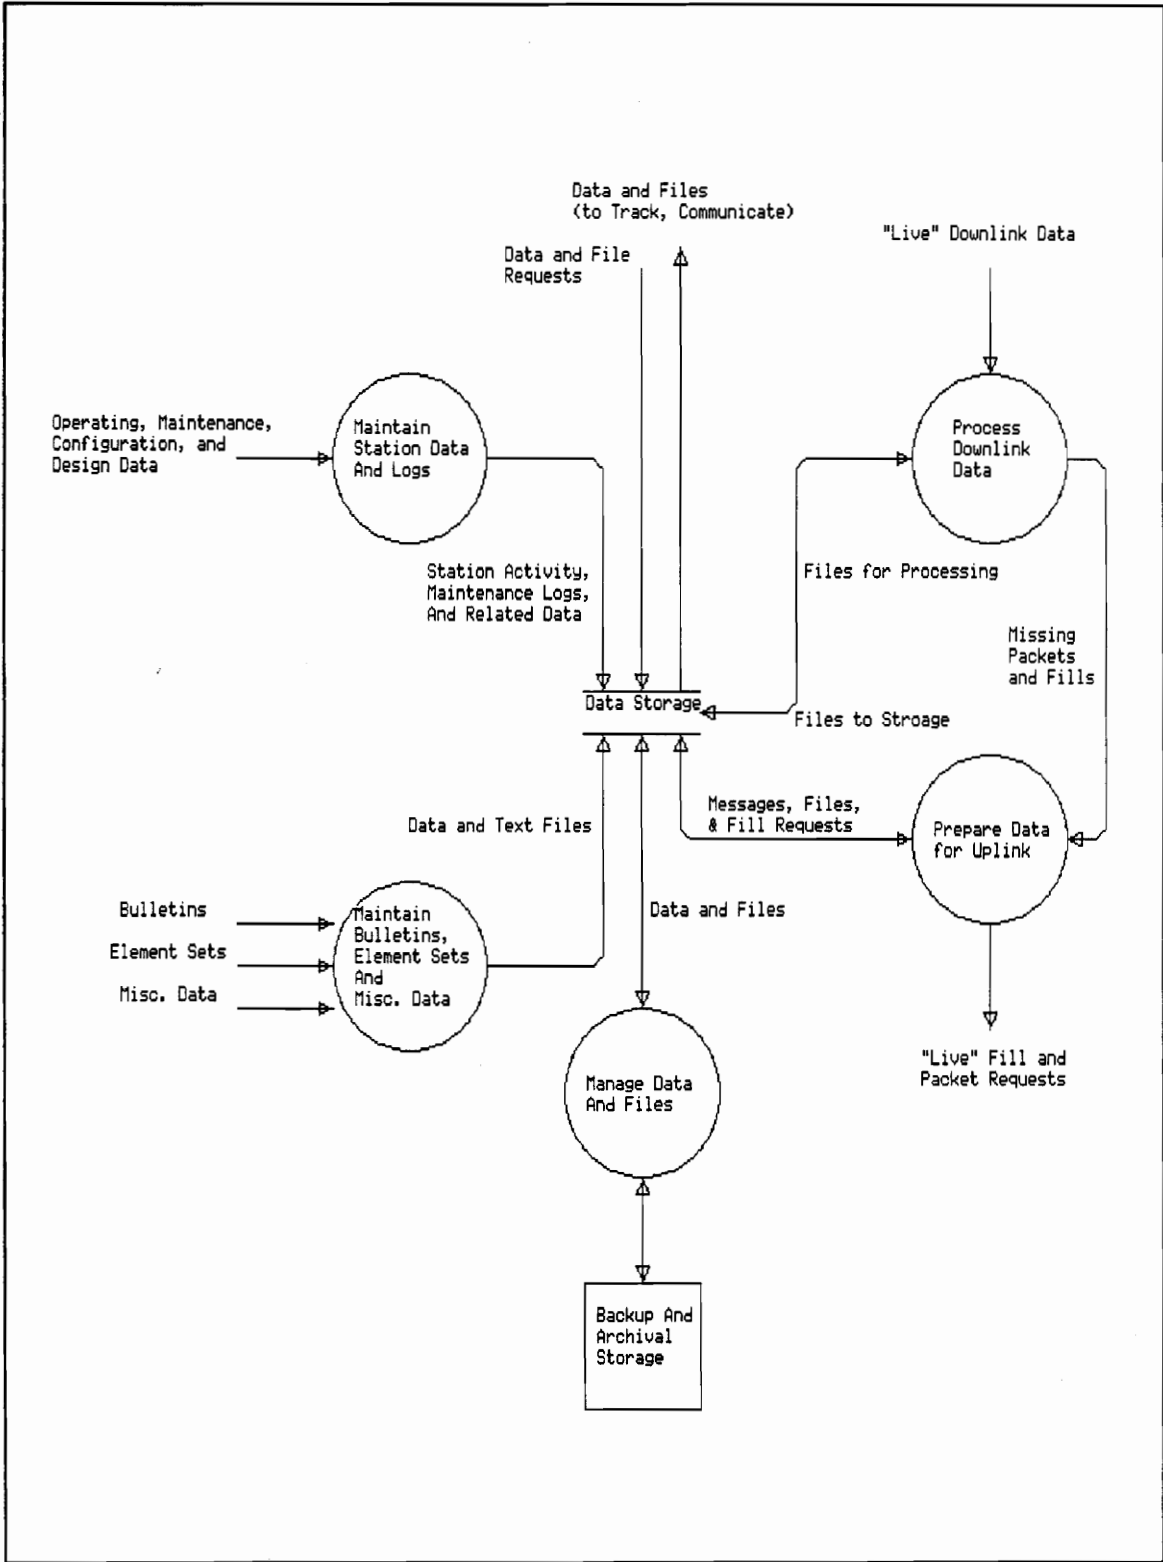 Data and Files
(to Track, Communicate)
"Live" Downlink Data
Data and File
Requests
Operating, Maintenance,
Configuration, and
Design Data
Maintain
Station Data
And Logs
Process
Downlink
Data
Station Activity,
Maintenance Logs,
And Related Data
Files for Processing
Missing
Packets
and Fills
Data Storage
Files to Stroage
Messages, Files,
& Fill Requests
Data and Text Files
Prepare Data
for Uplink
Bulletins
Element Sets
Misc. Data
Maintain
Bulletins,
Element Sets
And
Misc. Data
Data and Files
"Live" Fill and
Packet Requests
Manage Data
And Files
Backup And
Archival
Storage